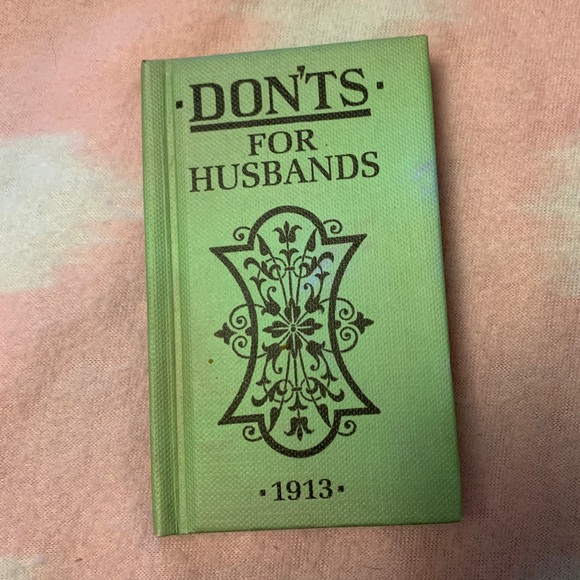 ·DON'TS·
FOR
HUSBANDS
·1913·